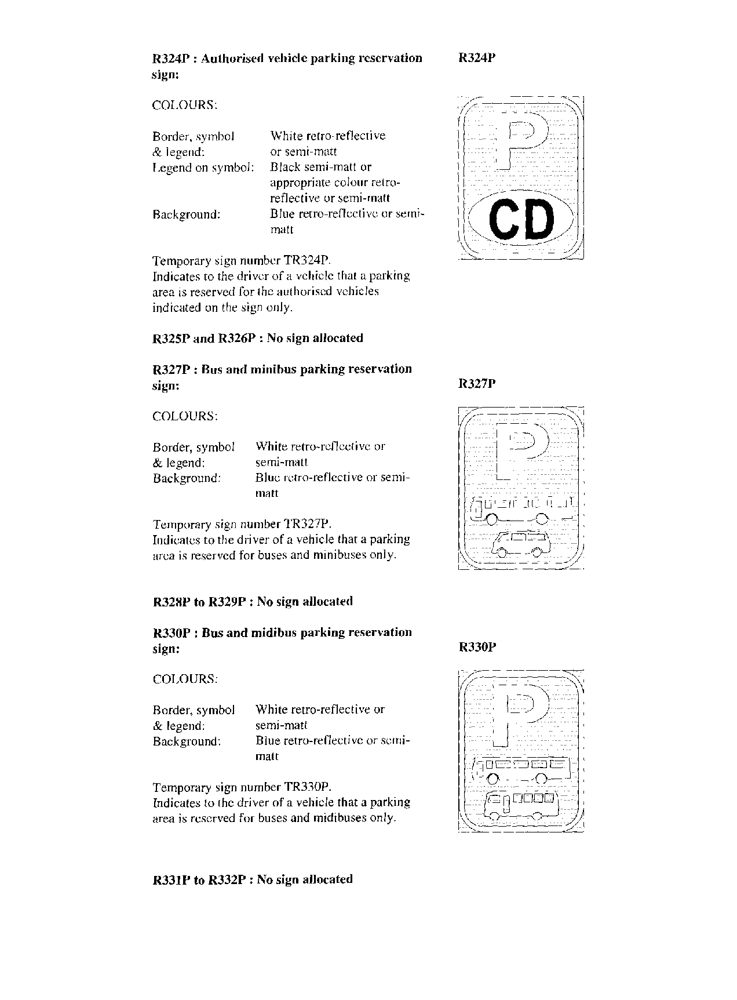 R324P : Authorised vehicle parking reservation sign:
R324P
COLOURS:
Border, symbol & legend: White retro-reflective or semi-matt
Legend on symbol: Black semi-matt or appropriate colour retro-reflective or semi-matt
Background: Blue retro-reflective or semi-matt
P
CD
Temporary sign number TR324P.
Indicates to the driver of a vehicle that a parking
area is reserved for the authorised vehicles
indicated on the sign only.
R325P and R326P : No sign allocated
R327P : Bus and minibus parking reservation
sign:
R327P
COLOURS:
Border, symbol White retro-reflective or
& legend: semi-matt
Background: Blue retro-reflective or semi-
matt
P
Temporary sign number TR327P.
Indicates to the driver of a vehicle that a parking
area is reserved for buses and minibuses only.
R328P to R329P : No sign allocated
R330P : Bus and midibus parking reservation
sign:
R330P
COLOURS:
Border, symbol White retro-reflective or
& legend: semi-matt
Background: Blue retro-reflective or semi-
matt
P
Temporary sign number TR330P.
Indicates to the driver of a vehicle that a parking
area is reserved for buses and midibuses only.
R331P to R332P : No sign allocated